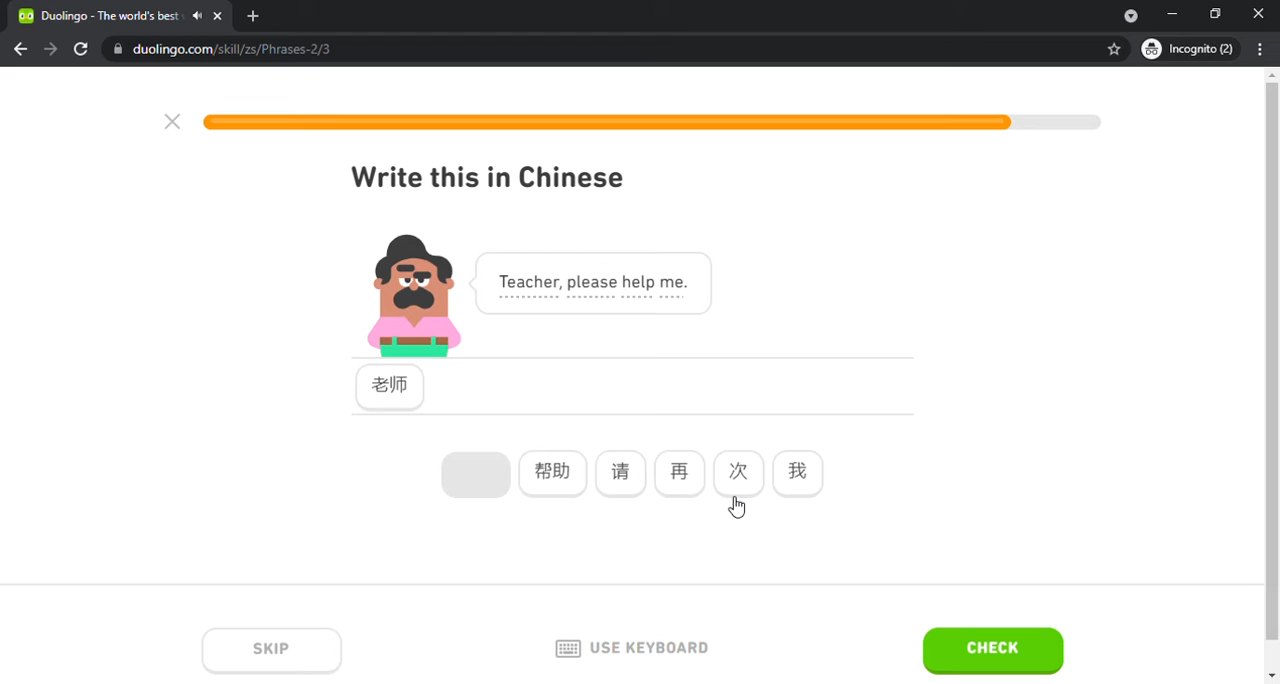 Duolingo - The world's best
duolingo.com/skill/zs/Phrases-2/3
Incognito (2)
Write this in Chinese
Teacher, please help me.
老师
帮助 请 再 次 我
SKIP
USE KEYBOARD
CHECK